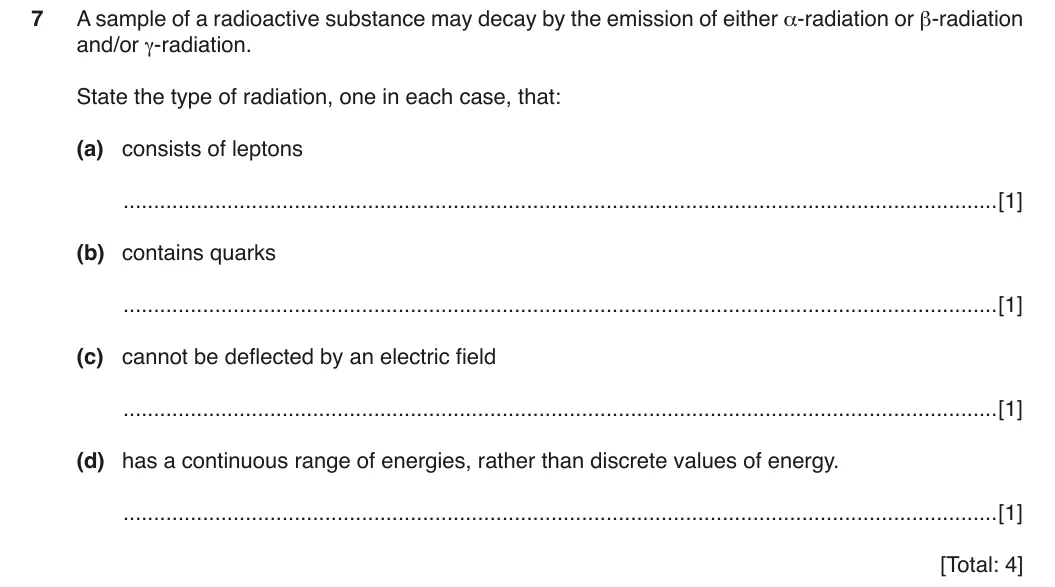 7 A sample of a radioactive substance may decay by the emission of either α-radiation or β-radiation
and/or γ-radiation.
State the type of radiation, one in each case, that:
(a) consists of leptons
..................................................................................................................................................[1]
(b) contains quarks
..................................................................................................................................................[1]
(c) cannot be deflected by an electric field
..................................................................................................................................................[1]
(d) has a continuous range of energies, rather than discrete values of energy.
..................................................................................................................................................[1]
[Total: 4]